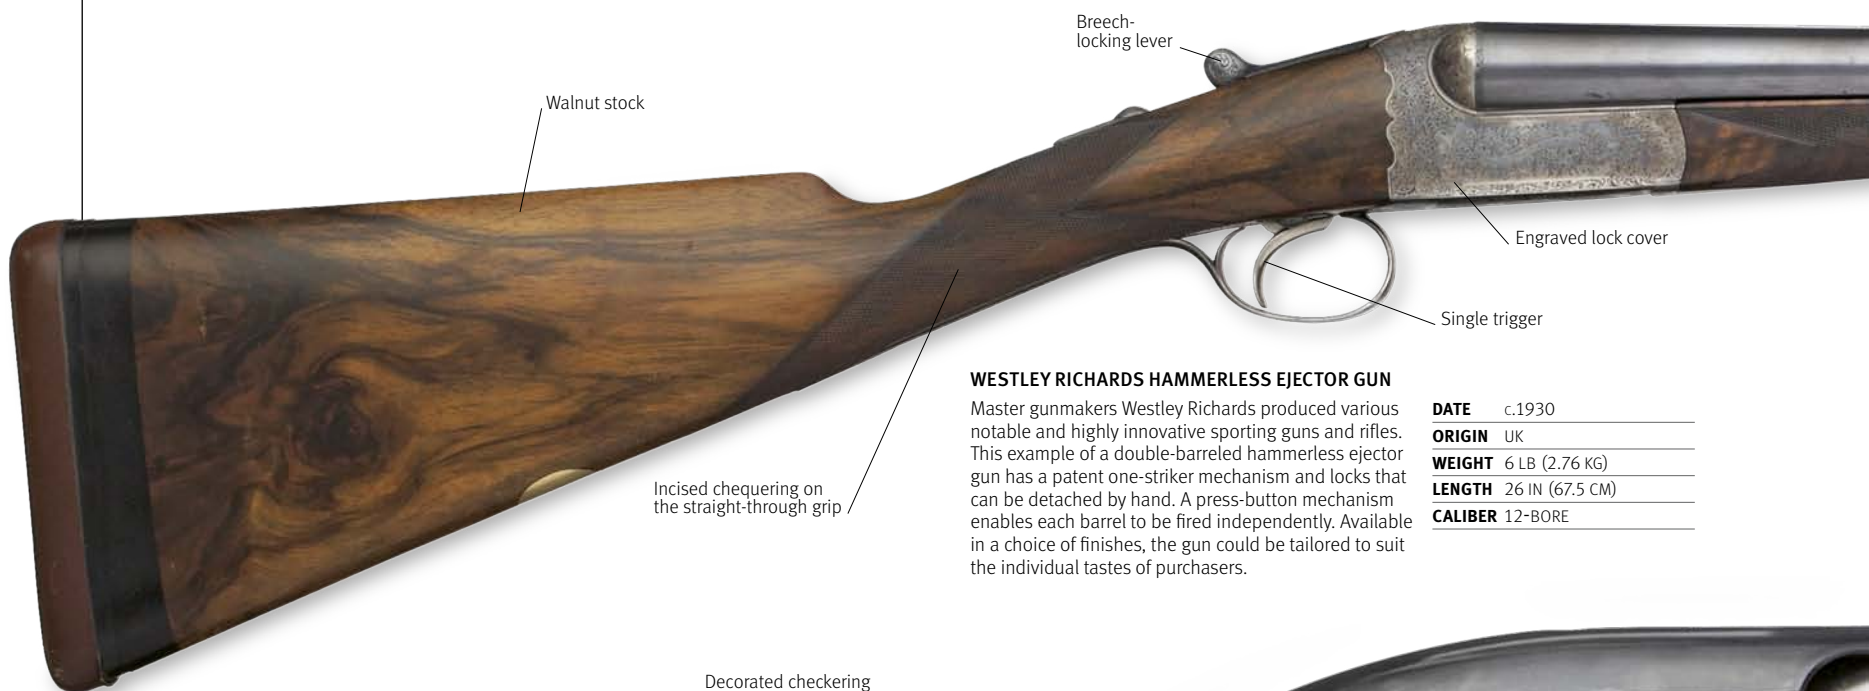 Breech-
locking lever
Walnut stock
Engraved lock cover
Single trigger
WESTLEY RICHARDS HAMMERLESS EJECTOR GUN
Master gunmakers Westley Richards produced various
notable and highly innovative sporting guns and rifles.
This example of a double-barreled hammerless ejector
gun has a patent one-striker mechanism and locks that
can be detached by hand. A press-button mechanism
enables each barrel to be fired independently. Available
in a choice of finishes, the gun could be tailored to suit
the individual tastes of purchasers.
DATE c.1930
ORIGIN UK
WEIGHT 6 LB (2.76 KG)
LENGTH 26 IN (67.5 CM)
CALIBER 12-BORE
Incised chequering on
the straight-through grip
Decorated checkering